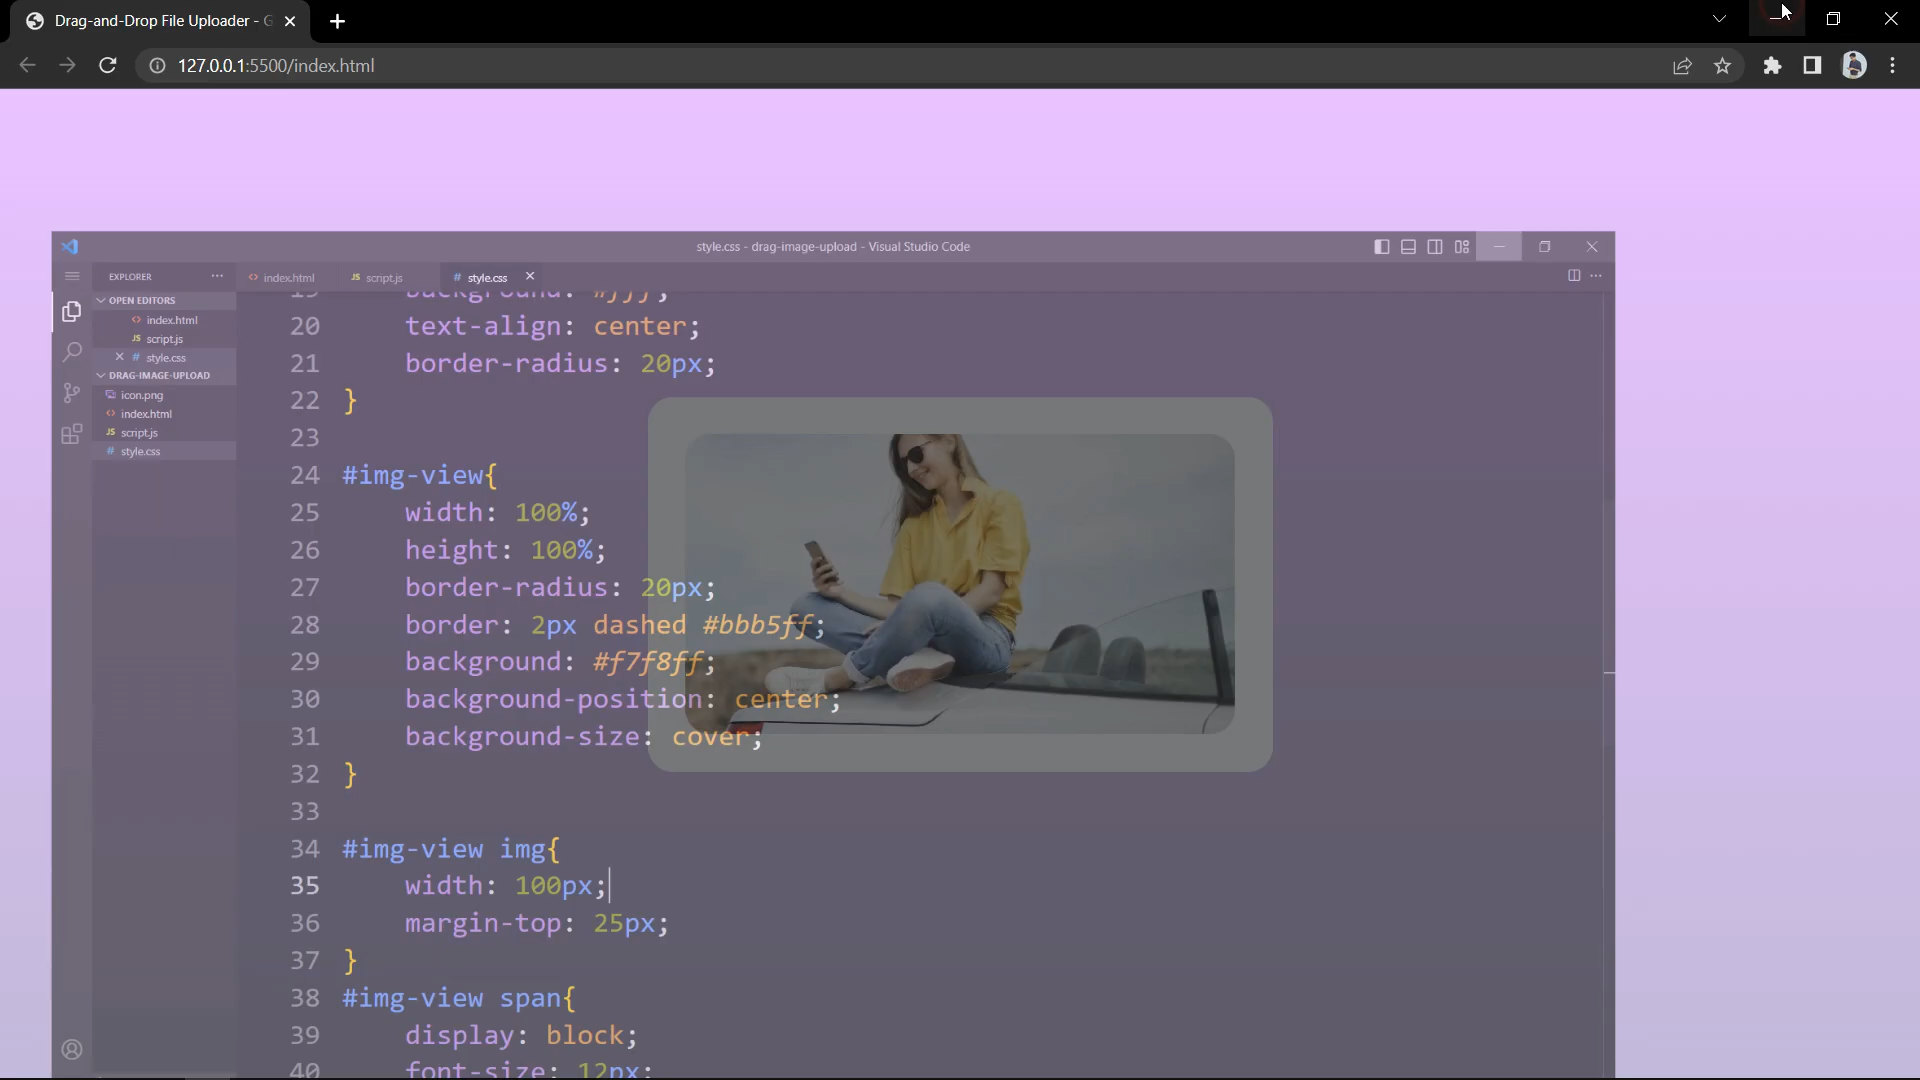 Drag-and-Drop File Uploader - G
127.0.0.1:5500/index.html
style.css - drag-image-upload - Visual Studio Code
EXPLORER
index.html
JS script.js
# style.css
OPEN EDITORS
index.html
JS script.js
# style.css
DRAG-IMAGE-UPLOAD
icon.png
index.html
JS script.js
# style.css
19 background: #fff;
20 text-align: center;
21 border-radius: 20px;
22 }
23
24 #img-view{
25 width: 100%;
26 height: 100%;
27 border-radius: 20px;
28 border: 2px dashed #bbb5ff;
29 background: #f7f8ff;
30 background-position: center;
31 background-size: cover;
32 }
33
34 #img-view img{
35 width: 100px;
36 margin-top: 25px;
37 }
38 #img-view span{
39 display: block;
40 font-size: 12px;